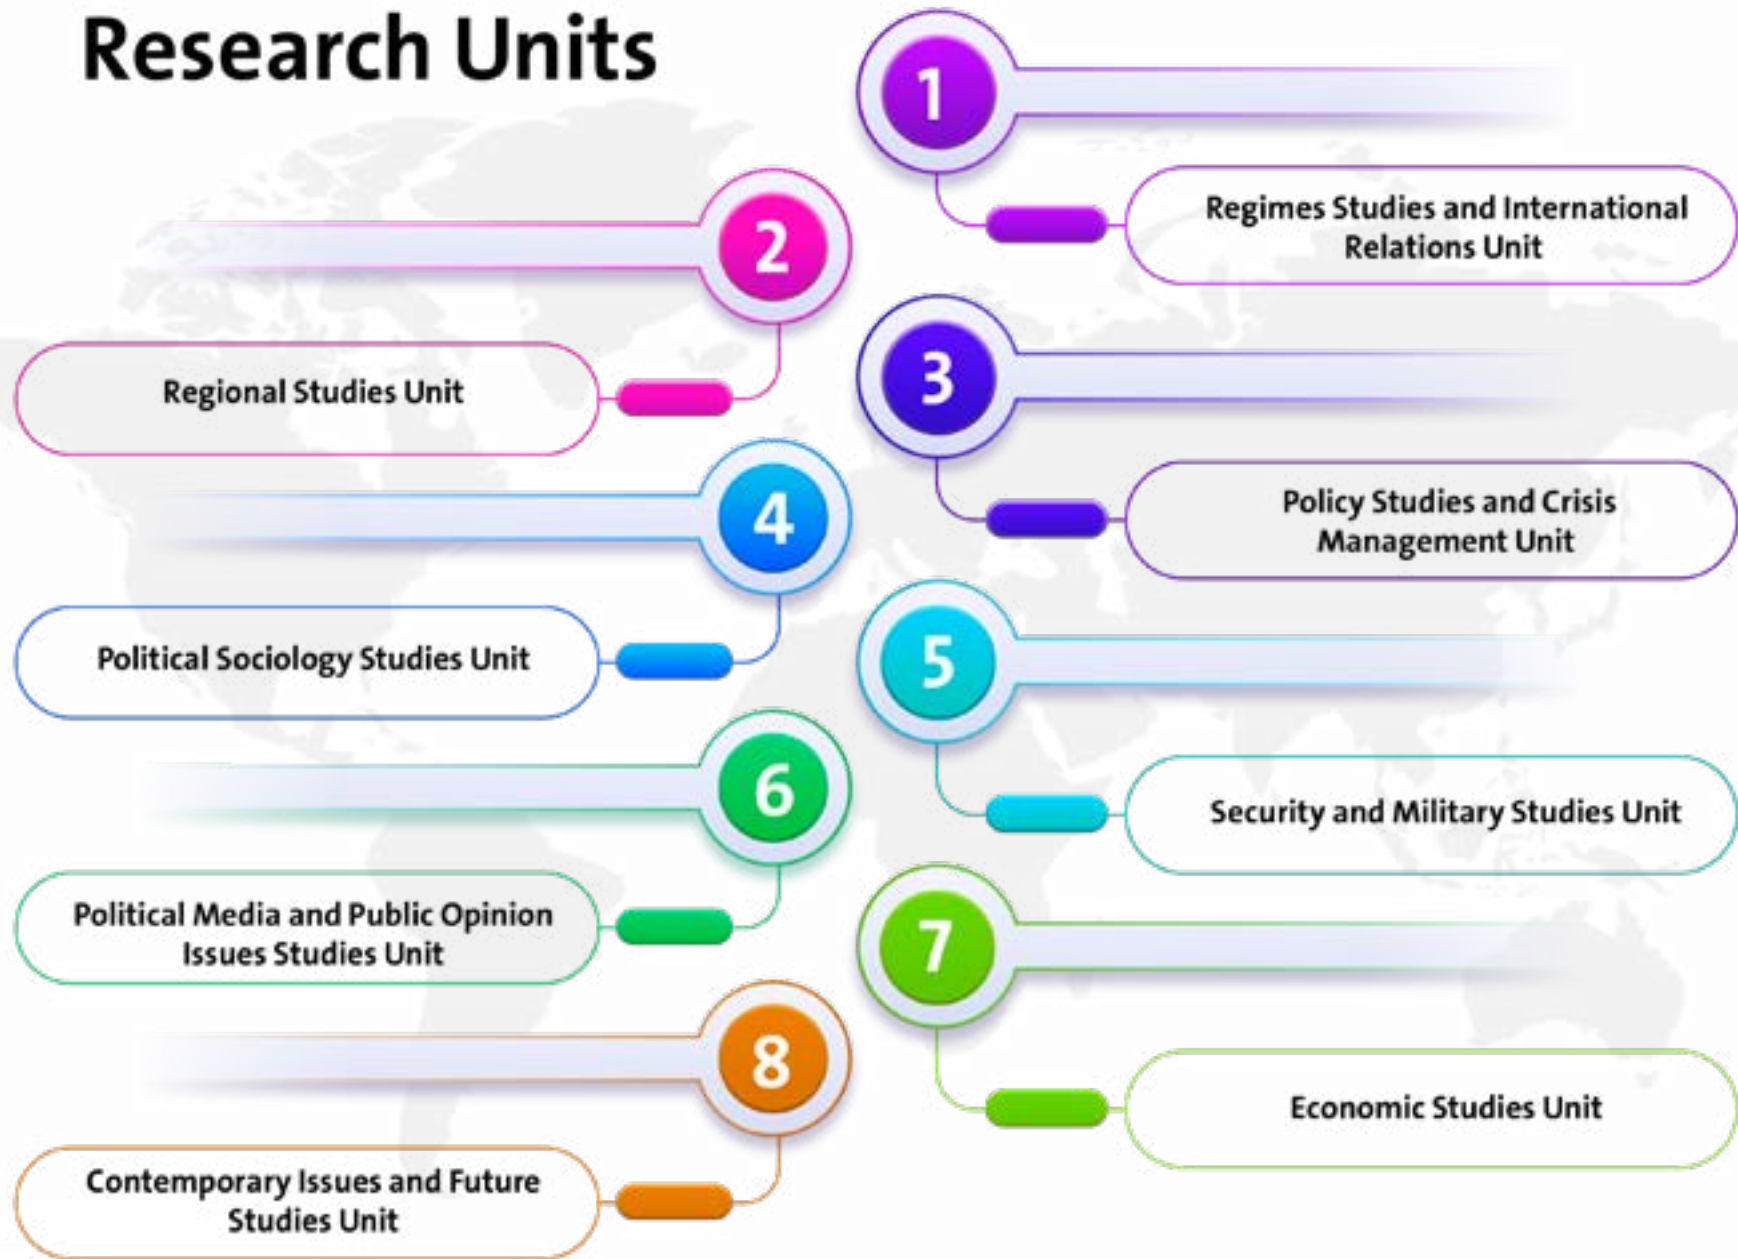 Research Units
1
Regimes Studies and International
Relations Unit
2
Regional Studies Unit
3
Policy Studies and Crisis
Management Unit
4
Political Sociology Studies Unit
5
Security and Military Studies Unit
6
Political Media and Public Opinion
Issues Studies Unit
7
Economic Studies Unit
8
Contemporary Issues and Future
Studies Unit